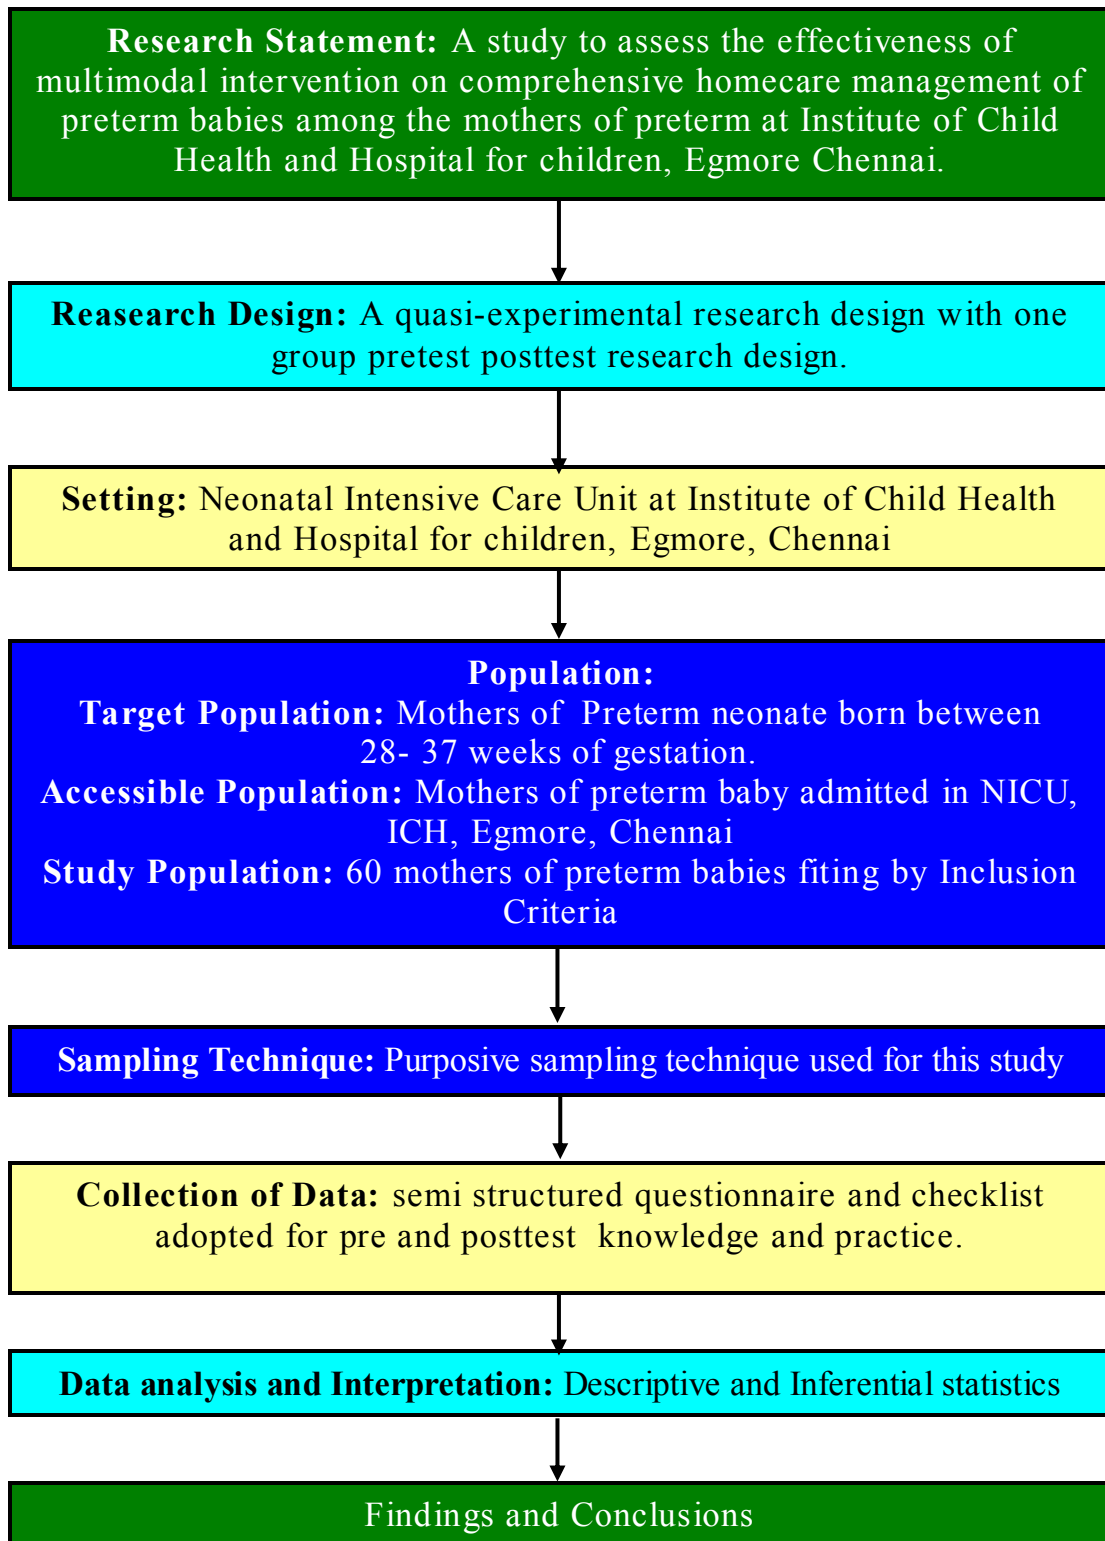 Research Statement: A study to assess the effectiveness of
multimodal intervention on comprehensive homecare management of
preterm babies among the mothers of preterm at Institute of Child
Health and Hospital for children, Egmore Chennai.
Reasearch Design: A quasi-experimental research design with one
group pretest posttest research design.
Setting: Neonatal Intensive Care Unit at Institute of Child Health
and Hospital for children, Egmore, Chennai
Population:
Target Population: Mothers of Preterm neonate born between
28- 37 weeks of gestation.
Accessible Population: Mothers of preterm baby admitted in NICU,
ICH, Egmore, Chennai
Study Population: 60 mothers of preterm babies fiting by Inclusion
Criteria
Sampling Technique: Purposive sampling technique used for this study
Collection of Data: semi structured questionnaire and checklist
adopted for pre and posttest knowledge and practice.
Data analysis and Interpretation: Descriptive and Inferential statistics
Findings and Conclusions